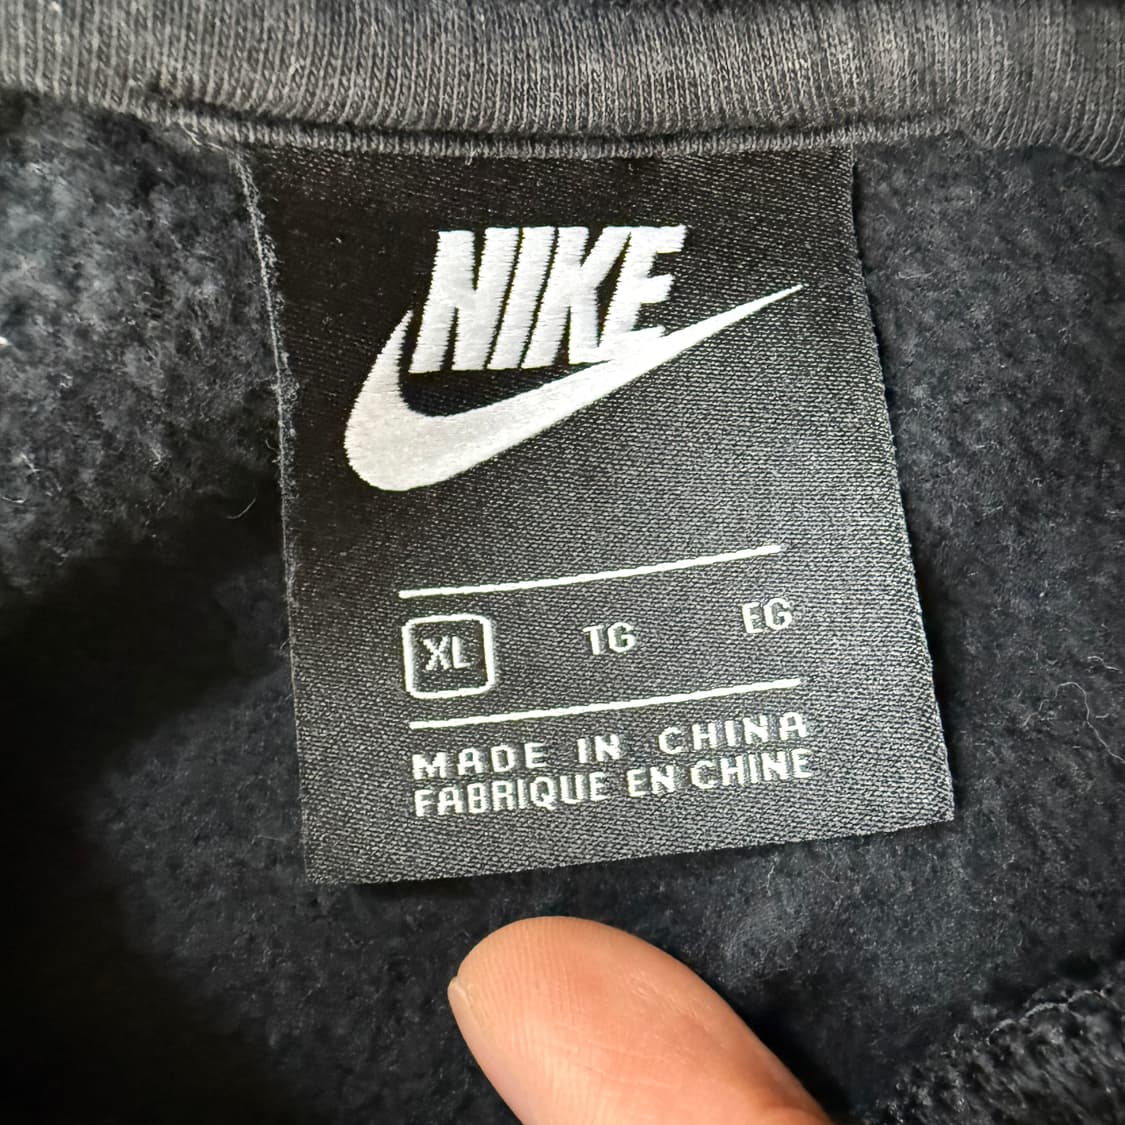 NIKE
XL TG EG
MADE IN CHINA
FABRIQUE EN CHINE